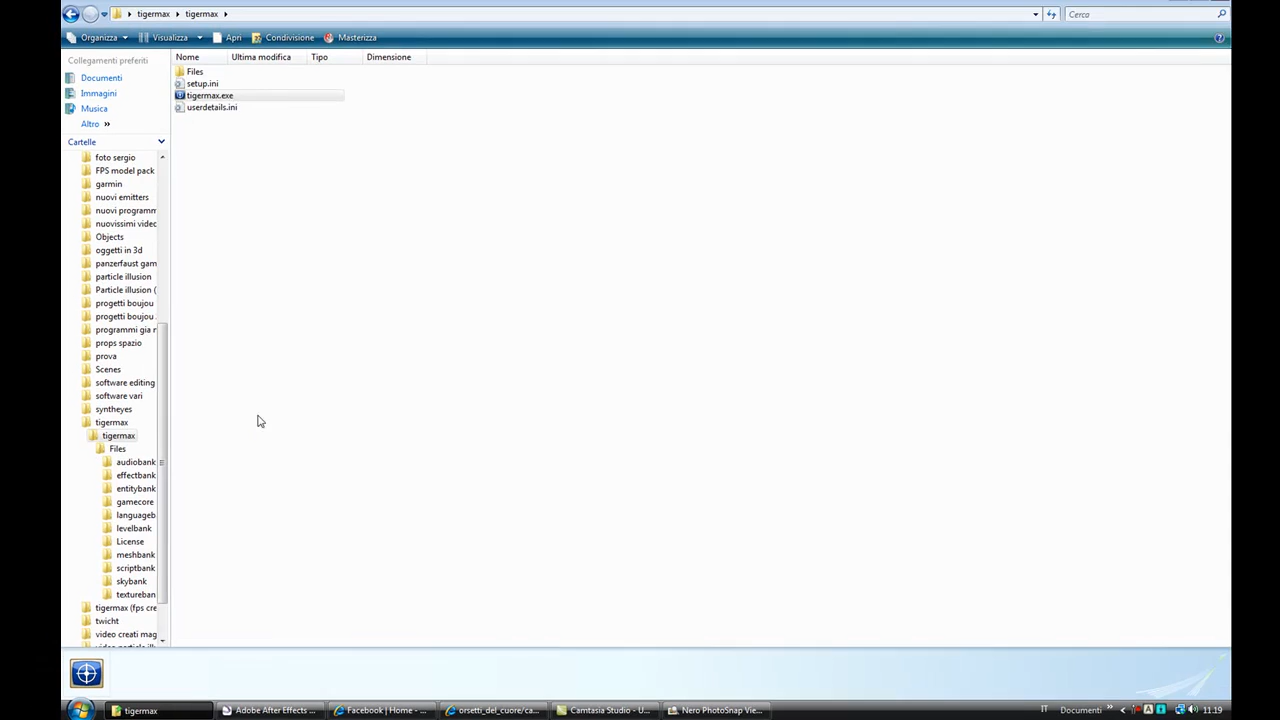 tigermax ▸ tigermax ▸
Cerca
Organizza
Visualizza
Apri
Condivisione
Masterizza
Collegamenti preferiti
Documenti
Immagini
Musica
Altro »
Cartelle
foto sergio
FPS model pack
garmin
nuovi emitters
nuovi programm
nuovissimi video
Objects
oggetti in 3d
panzerfaust gam
particle illusion
Particle illusion (
progetti boujou
progetti boujou
programmi gia r
props spazio
prova
Scenes
software editing
software vari
syntheyes
tigermax
tigermax
Files
audiobank
effectbank
entitybank
gamecore
languageb
levelbank
License
meshbank
scriptbank
skybank
textureban
tigermax (fps cre
twicht
video creati mag
video particle ill
Nome Ultima modifica Tipo Dimensione
Files
setup.ini
tigermax.exe
userdetails.ini
tigermax
Adobe After Effects ...
Facebook | Home - ...
orsetti_del_cuore/ca...
Camtasia Studio - U...
Nero PhotoSnap Vie...
IT
Documenti »
11.19